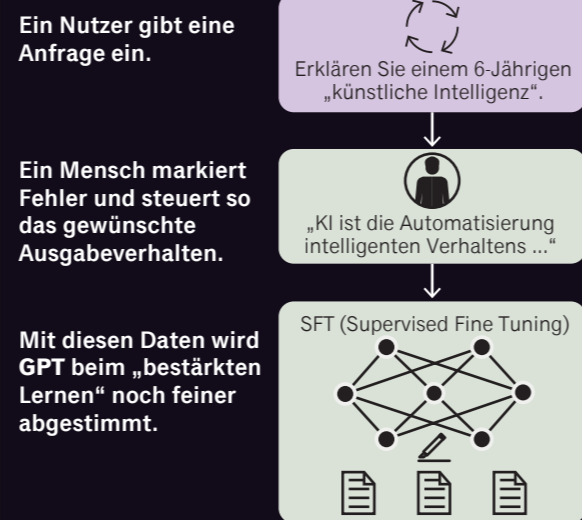 Ein Nutzer gibt eine
Anfrage ein.
Erklären Sie einem 6-Jährigen
„künstliche Intelligenz“.
Ein Mensch markiert
Fehler und steuert so
das gewünschte
Ausgabeverhalten.
„KI ist die Automatisierung
intelligenten Verhaltens ...“
Mit diesen Daten wird
GPT beim „bestärkten
Lernen“ noch feiner
abgestimmt.
SFT (Supervised Fine Tuning)